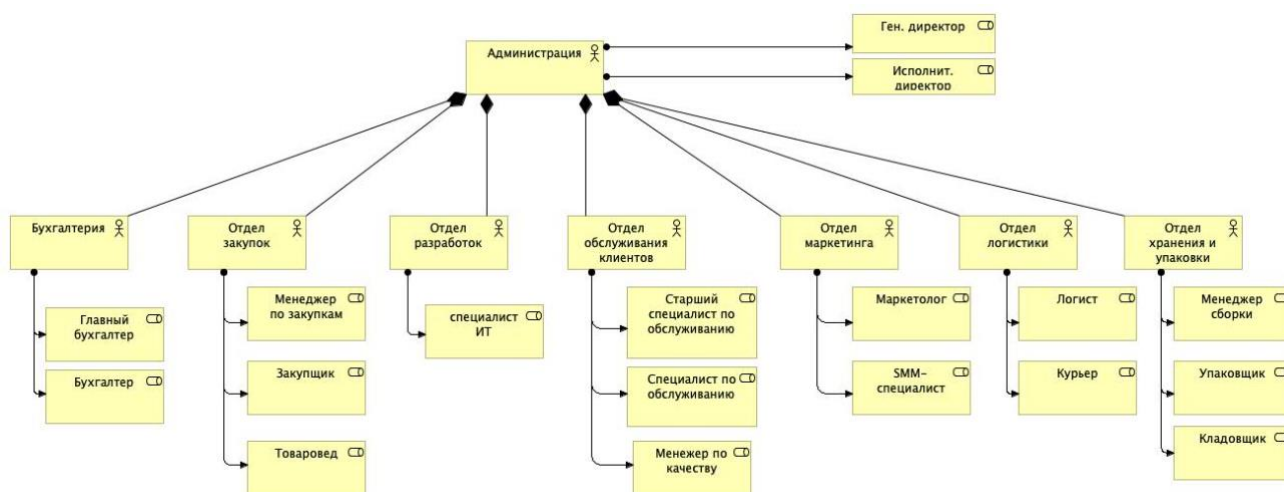 Администрация
Ген. директор
Исполнит.
директор
Бухгалтерия
Отдел
закупок
Отдел
разработок
Отдел
обслуживания
клиентов
Отдел
маркетинга
Отдел
логистики
Отдел
хранения и
упаковки
Главный
бухгалтер
Бухгалтер
Менеджер
по закупкам
Закупщик
Товаровед
специалист
ИТ
Старший
специалист по
обслуживанию
Специалист по
обслуживанию
Менежер по
качеству
Маркетолог
SMM-
специалист
Логист
Курьер
Менеджер
сборки
Упаковщик
Кладовщик